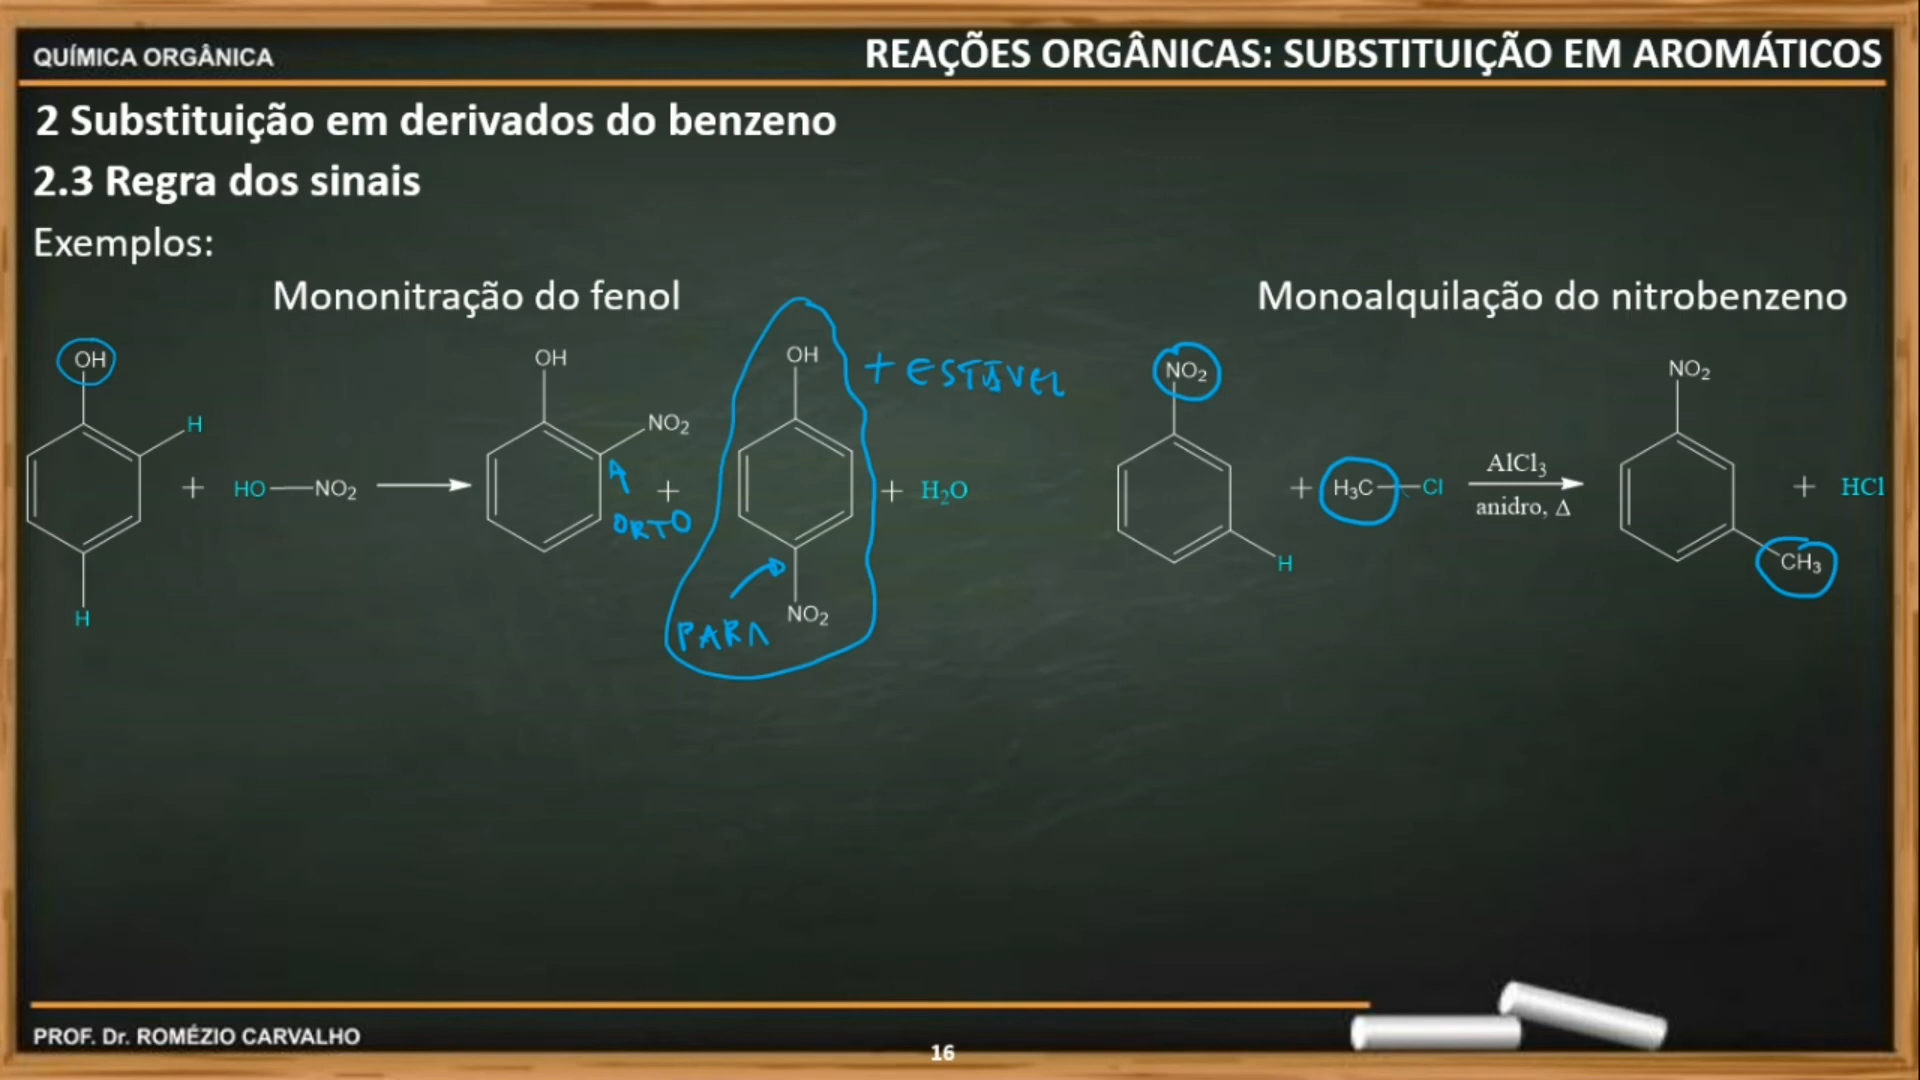 QUÍMICA ORGÂNICA
REAÇÕES ORGÂNICAS: SUBSTITUIÇÃO EM AROMÁTICOS
2 Substituição em derivados do benzeno
2.3 Regra dos sinais
Exemplos:
Mononitração do fenol
OH
H
H
+ HO—NO₂
OH
NO₂
ORTO
+
OH
NO₂
PARA
+ ESTÁVEL
+ H₂O
Monoalquilação do nitrobenzeno
NO₂
H
+ H₃C—Cl
AlCl₃
anidro, Δ
NO₂
CH₃
+ HCl
PROF. Dr. ROMÉZIO CARVALHO
16